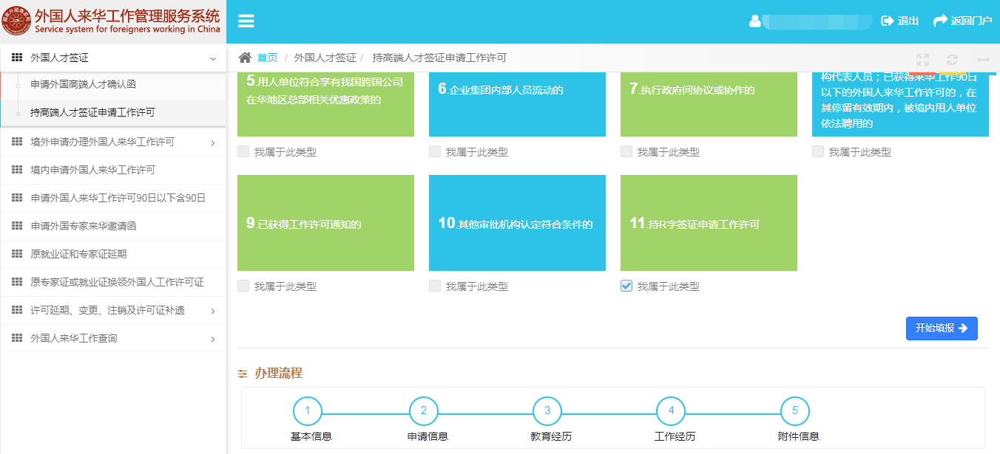 外国人来华工作管理服务系统
Service system for foreigners working in China
退出
返回门户
外国人才签证
申请外国高端人才确认函
持高端人才签证申请工作许可
境外申请办理外国人来华工作许可
境内申请外国人来华工作许可
申请外国人来华工作许可90日以下含90日
申请外国专家来华邀请函
原就业证和专家证延期
原专家证或就业证换领外国人工作许可证
许可延期、变更、注销及许可证补遗
外国人来华工作查询
首页 / 外国人才签证 / 持高端人才签证申请工作许可
5.用人单位符合享有我国跨国公司
在华地区总部相关优惠政策的
6.企业集团内部人员流动的
7.执行政府间协议或协作的
构代表人员；已获得来华工作90日
以下的外国人来华工作许可的，在
其停留有效期内，被境内用人单位
依法聘用的
我属于此类型
我属于此类型
我属于此类型
我属于此类型
9.已获得工作许可通知的
10.其他审批机构认定符合条件的
11.持R字签证申请工作许可
我属于此类型
我属于此类型
我属于此类型
开始填报
办理流程
1
2
3
4
5
基本信息
申请信息
教育经历
工作经历
附件信息